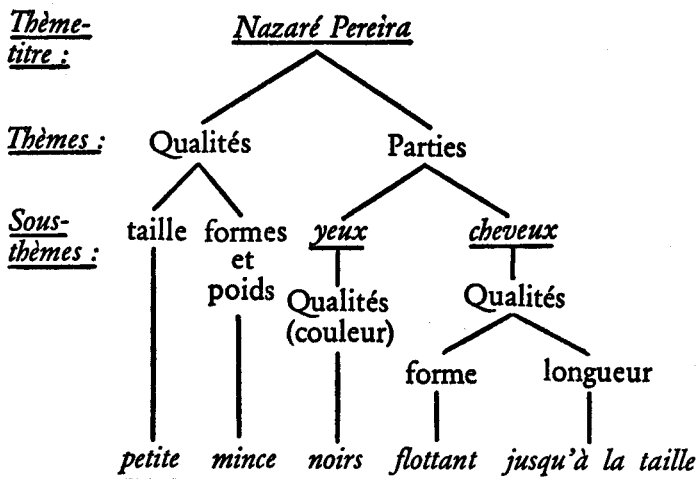 Thème- Nazaré Pereira
titre :
Thèmes : Qualités Parties
Sous- taille formes yeux cheveux
thèmes : et
poids Qualités Qualités
(couleur)
forme longueur
petite mince noirs flottant jusqu'à la taille